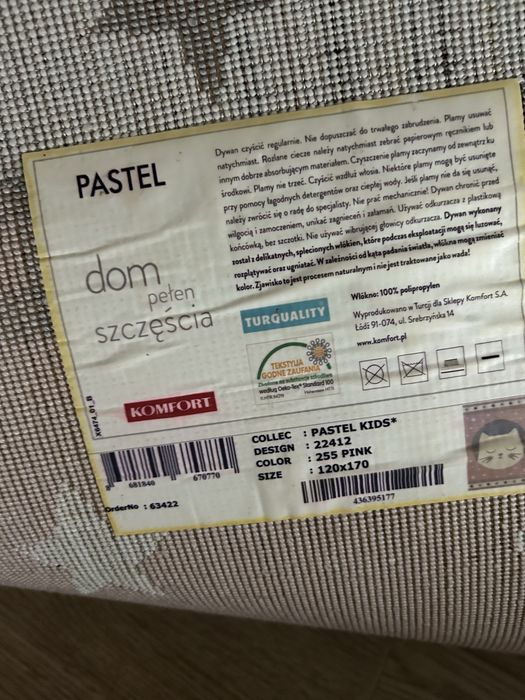 PASTEL
dom
pełen
szczęścia
Dywan czyścić regularnie. Nie dopuszczać do trwałego zabrudzenia. Plamy usuwać
natychmiast. Rozlane ciecze należy natychmiast zebrać papierowym ręcznikiem lub
innym dobrze absorbującym materiałem. Czyszczenie plamy zaczynamy od zewnątrz ku
środkowi. Plamy nie trzeć. Czyścić wzdłuż włosia. Niektóre plamy mogą być usunięte
przy pomocy łagodnych detergentów oraz ciepłej wody. Jeśli plamy nie da się usunąć,
należy zwrócić się o radę do specjalisty. Nie prać mechanicznie! Dywan chronić przed
wilgocią i zamoczeniem, unikać zagnieceń i załamań. Używać odkurzacza z plastikową
końcówką, bez szczotki. Nie używać wibrującej głowicy odkurzacza. Dywan wykonany
został z delikatnych, splecionych włókien, które podczas eksploatacji mogą się luzować,
rozplątywać oraz ugniatać. W zależności od kąta padania światła, włókna mogą zmieniać
kolor. Zjawisko to jest procesem naturalnym i nie jest traktowane jako wada!
TURQUALITY
Włókno: 100% polipropylen
Wyprodukowano w Turcji dla Sklepy Komfort S.A.
Łódź 91-074, ul. Srebrzyńska 14
www.komfort.pl
TEKSTYLIA
GODNE ZAUFANIA
według Oeko-Tex® Standard 100
KOMFORT
X6474_01_B
COLLEC : PASTEL KIDS*
DESIGN : 22412
COLOR : 255 PINK
SIZE : 120x170
681840 670770
436395177
OrderNo : 63422